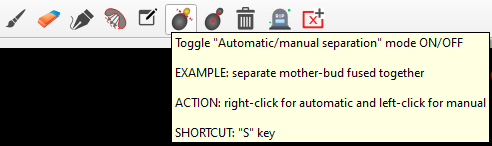 Toggle "Automatic/manual separation" mode ON/OFF
EXAMPLE: separate mother-bud fused together
ACTION: right-click for automatic and left-click for manual
SHORTCUT: "S" key